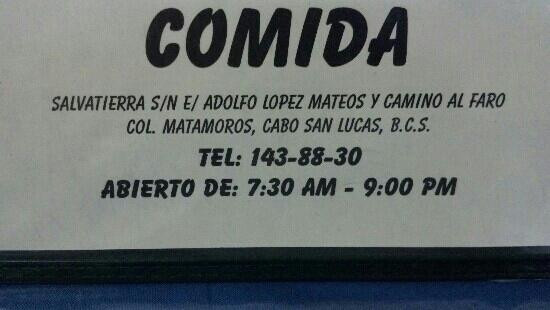 COMIDA
SALVATIERRA S/N E/ ADOLFO LOPEZ MATEOS Y CAMINO AL FARO
COL. MATAMOROS, CABO SAN LUCAS, B.C.S.
TEL: 143-88-30
ABIERTO DE: 7:30 AM - 9:00 PM